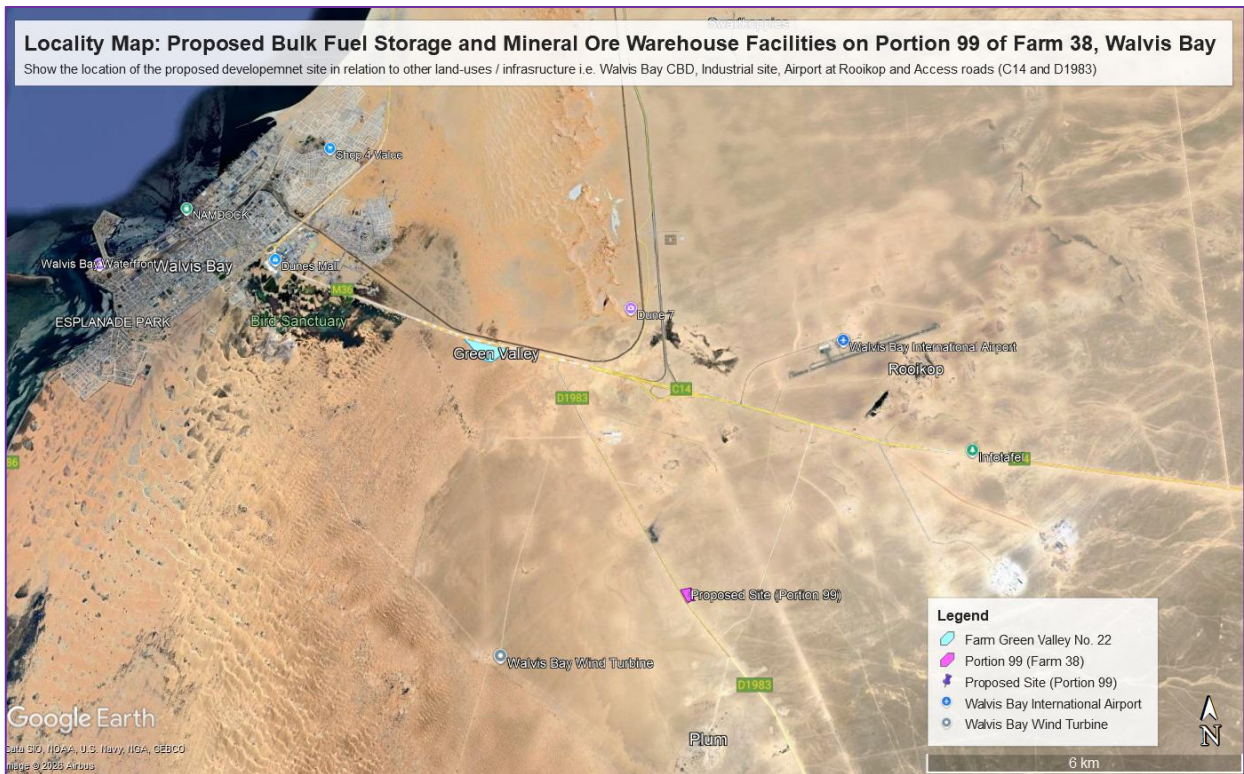 Locality Map: Proposed Bulk Fuel Storage and Mineral Ore Warehouse Facilities on Portion 99 of Farm 38, Walvis Bay
Show the location of the proposed developemnet site in relation to other land-uses / infrasructure i.e. Walvis Bay CBD, Industrial site, Airport at Rooikop and Access roads (C14 and D1983)
Shop 4 Value
NAMDOCK
Walvis Bay Waterfront
Walvis Bay
Dunes Mall
M36
ESPLANADE PARK
Bird Sanctuary
Dune 7
Green Valley
Walvis Bay International Airport
Rooikop
C14
D1983
Infotafel
Proposed Site (Portion 99)
Walvis Bay Wind Turbine
D1983
Plum
Legend
Farm Green Valley No. 22
Portion 99 (Farm 38)
Proposed Site (Portion 99)
Walvis Bay International Airport
Walvis Bay Wind Turbine
N
6 km
Google Earth
Data SIO, NOAA, U.S. Navy, NGA, GEBCO
Airbus